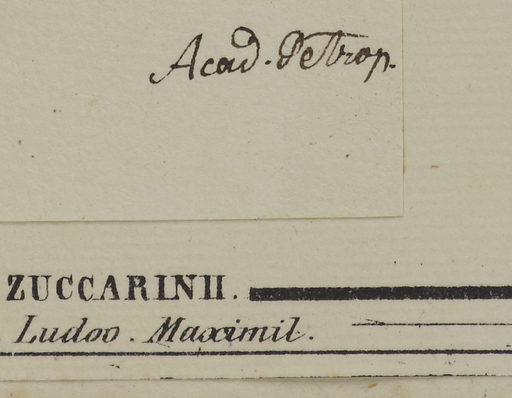 Acad. Petrop.
ZUCCARINII.
Ludov. Maximil.